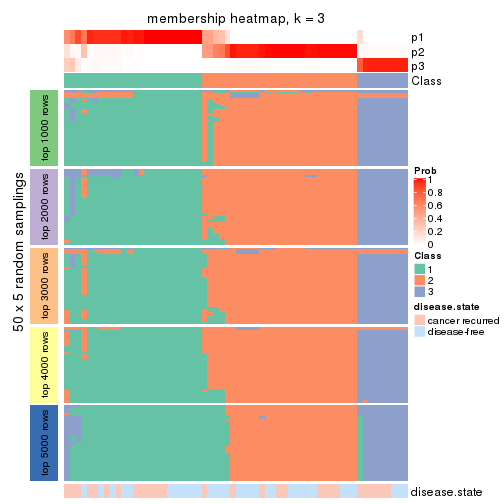 membership heatmap, k = 3
p1
p2
p3
Class
50 x 5 random samplings
top 1000 rows
top 2000 rows
top 3000 rows
top 4000 rows
top 5000 rows
Prob
1
0.8
0.6
0.4
0.2
0
Class
1
2
3
disease.state
cancer recurred
disease-free
disease.state